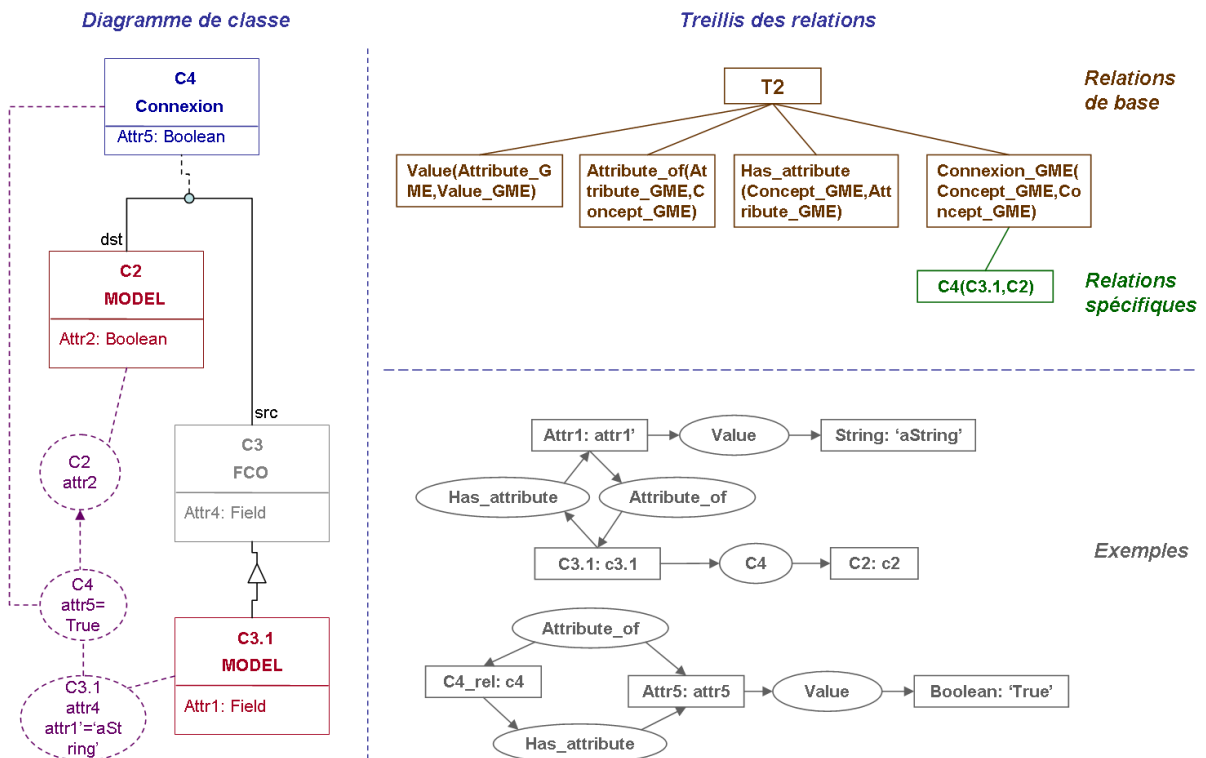 Diagramme de classe
C4
Connexion
Attr5: Boolean
dst
C2
MODEL
Attr2: Boolean
src
C3
FCO
Attr4: Field
C3.1
MODEL
Attr1: Field
C2
attr2
C4
attr5=
True
C3.1
attr4
attr1'='aSt
ring'
Treillis des relations
T2
Relations
de base
Value(Attribute_G
ME,Value_GME)
Attribute_of(At
tribute_GME,C
oncept_GME)
Has_attribute
(Concept_GME,Att
ribute_GME)
Connexion_GME(
Concept_GME,Co
ncept_GME)
C4(C3.1,C2)
Relations
spécifiques
Attr1: attr1'
Value
String: 'aString'
Has_attribute
Attribute_of
C3.1: c3.1
C4
C2: c2
Exemples
Attribute_of
C4_rel: c4
Attr5: attr5
Value
Boolean: 'True'
Has_attribute